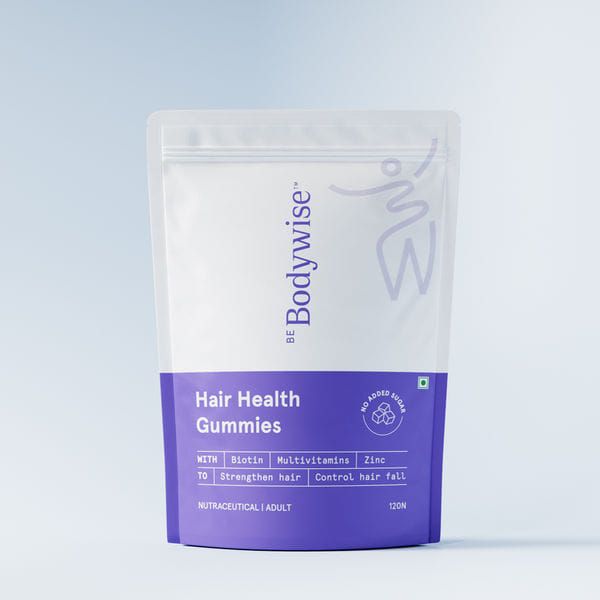 BE Bodywise™
Hair Health
Gummies
NO ADDED SUGAR
WITH Biotin Multivitamins Zinc
TO Strengthen hair Control hair fall
NUTRACEUTICAL | ADULT 120N